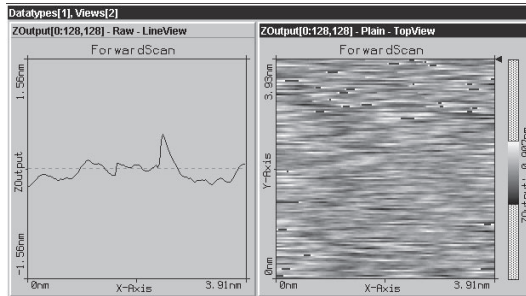 Datatypes[1], Views[2]
ZOutput[0:128,128] - Raw - LineView
ForwardScan
1.56nm
ZOutput
-1.56nm
0nm
X-Axis
3.91nm
ZOutput[0:128,128] - Plain - TopView
ForwardScan
3.93nm
Y-Axis
0nm
0nm
X-Axis
3.91nm